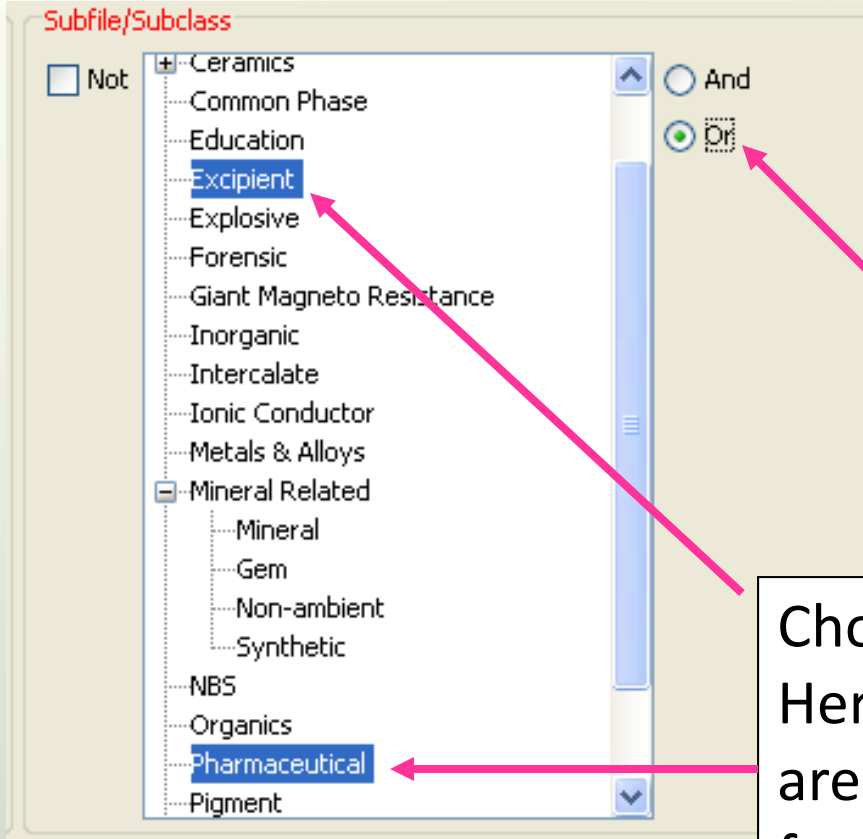 Subfile/Subclass
Not
Ceramics
Common Phase
Education
Excipient
Explosive
Forensic
Giant Magneto Resistance
Inorganic
Intercalate
Ionic Conductor
Metals & Alloys
Mineral Related
Mineral
Gem
Non-ambient
Synthetic
NBS
Organics
Pharmaceutical
Pigment
And
Or
are